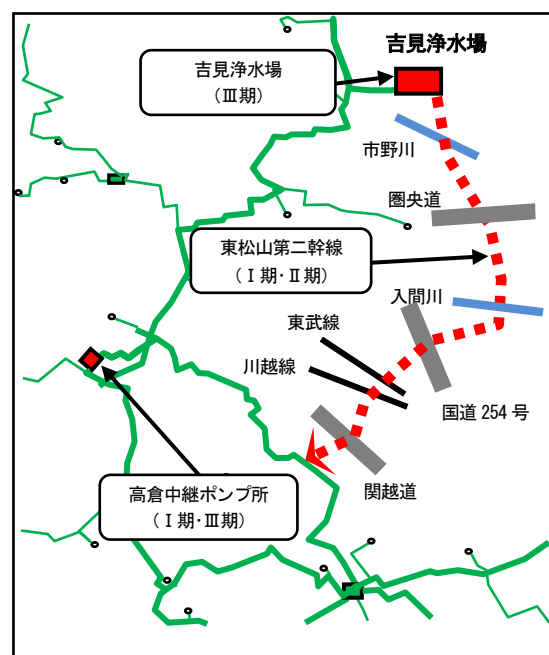 吉見浄水場
吉見浄水場
(Ⅲ期)
市野川
圏央道
東松山第二幹線
(Ⅰ期・Ⅱ期)
入間川
東武線
川越線
国道 254 号
関越道
高倉中継ポンプ所
(Ⅰ期・Ⅲ期)